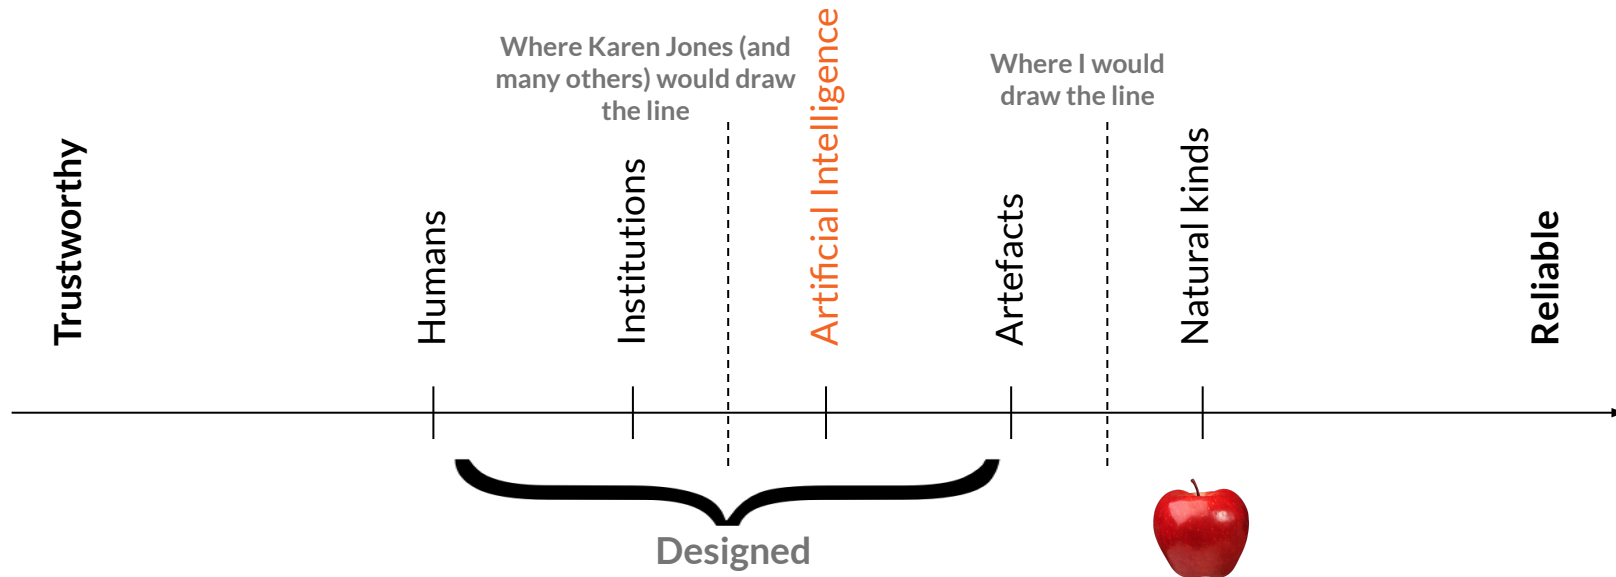 Where Karen Jones (and
many others) would draw
the line
Where I would
draw the line
Trustworthy
Humans
Institutions
Artificial Intelligence
Artefacts
Natural kinds
Reliable
Designed